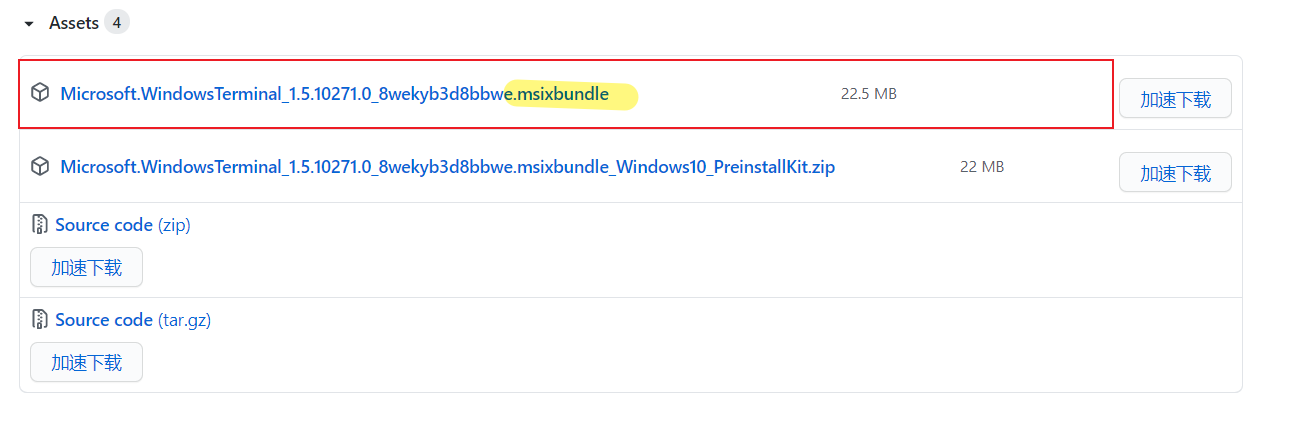 Assets 4
Microsoft.WindowsTerminal_1.5.10271.0_8wekyb3d8bbwe.msixbundle 22.5 MB 加速下载
Microsoft.WindowsTerminal_1.5.10271.0_8wekyb3d8bbwe.msixbundle_Windows10_PreinstallKit.zip 22 MB 加速下载
Source code (zip)
加速下载
Source code (tar.gz)
加速下载